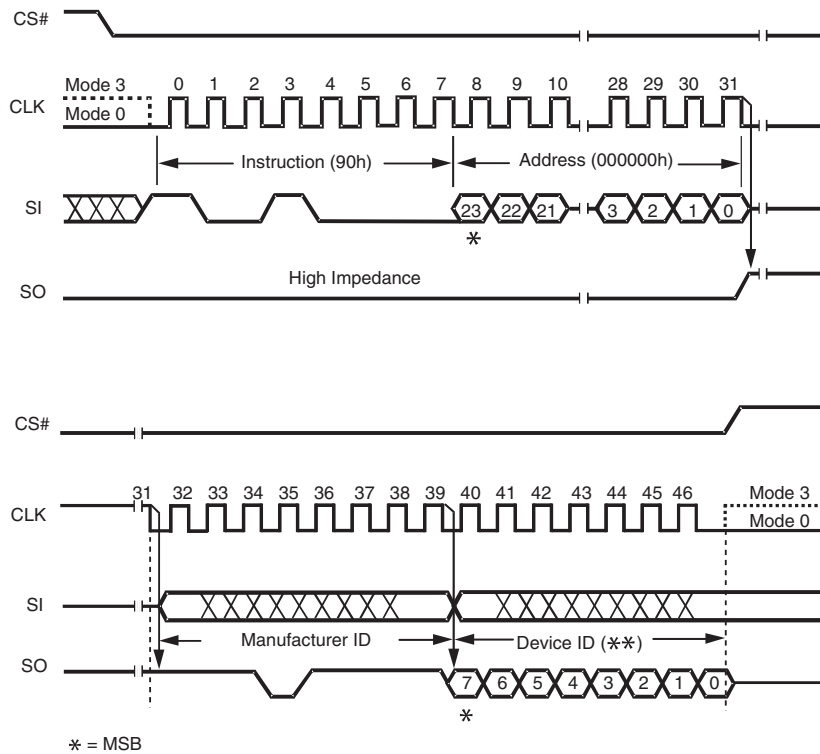 CS#
Mode 3
0 1 2 3 4 5 6 7 8 9 10 28 29 30 31
CLK
Mode 0
Instruction (90h)
Address (000000h)
SI
23 22 21 3 2 1 0
*
High Impedance
SO
CS#
31 32 33 34 35 36 37 38 39 40 41 42 43 44 45 46
Mode 3
CLK
Mode 0
SI
Manufacturer ID
Device ID (**)
SO
7 6 5 4 3 2 1 0
*
* = MSB